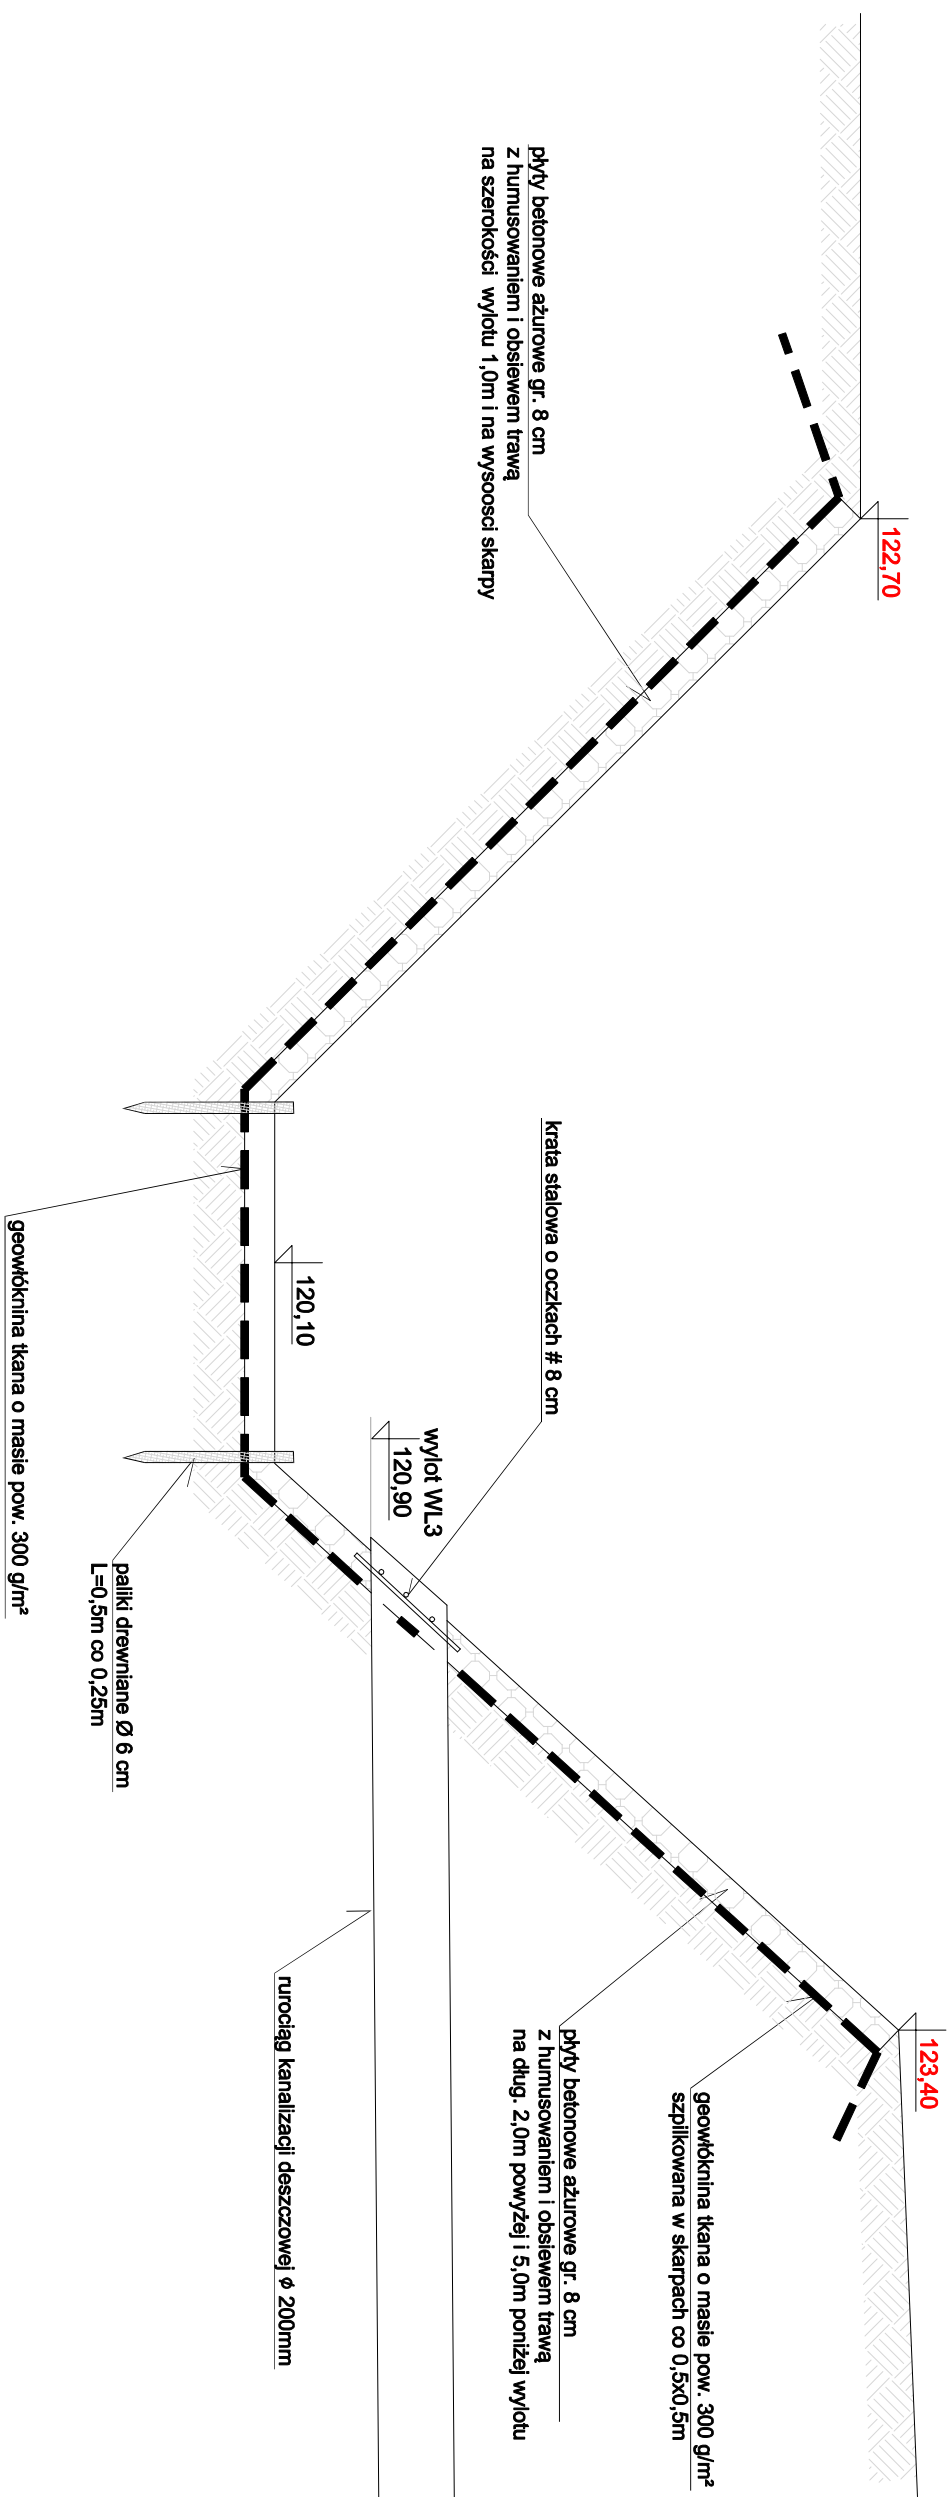 122,70
płyty betonowe ażurowe gr. 8 cm
z humusowaniem i obsiewem trawą
na szerokości wylotu 1,0m i na wysoosci skarpy
krata stalowa o oczkach # 8 cm
120,10
wylot WL3
120,90
geowłóknina tkana o masie pow. 300 g/m²
paliki drewniane Ø 6 cm
L=0,5m co 0,25m
123,40
geowłóknina tkana o masie pow. 300 g/m²
szpilkowana w skarpach co 0,5x0,5m
płyty betonowe ażurowe gr. 8 cm
z humusowaniem i obsiewem trawą
na dług. 2,0m powyżej i 5,0m poniżej wylotu
rurociąg kanalizacji deszczowej ϕ 200mm